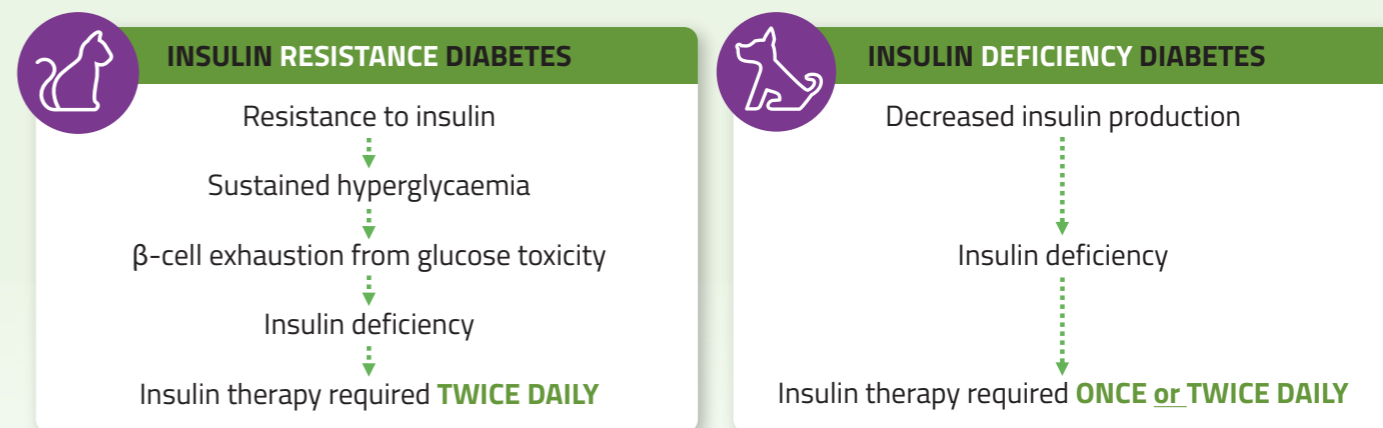 INSULIN RESISTANCE DIABETES
Resistance to insulin
Sustained hyperglycaemia
β-cell exhaustion from glucose toxicity
Insulin deficiency
Insulin therapy required TWICE DAILY
INSULIN DEFICIENCY DIABETES
Decreased insulin production
Insulin deficiency
Insulin therapy required ONCE or TWICE DAILY